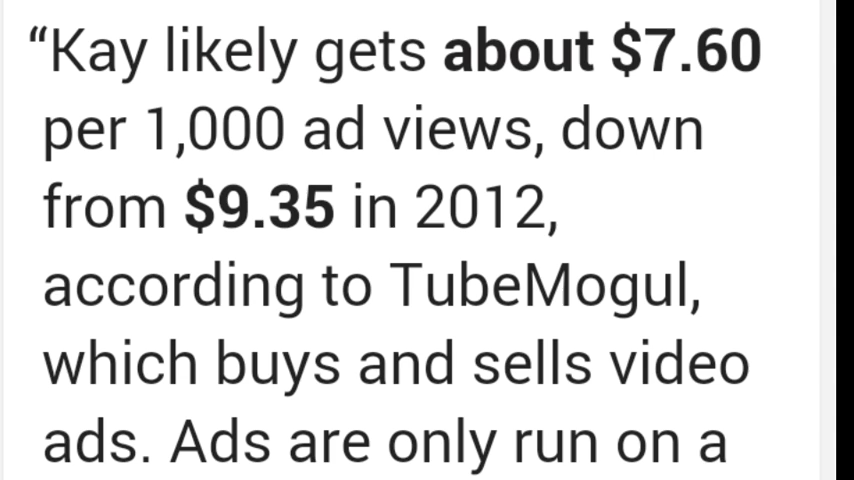 “Kay likely gets about $7.60
per 1,000 ad views, down
from $9.35 in 2012,
according to TubeMogul,
which buys and sells video
ads. Ads are only run on a